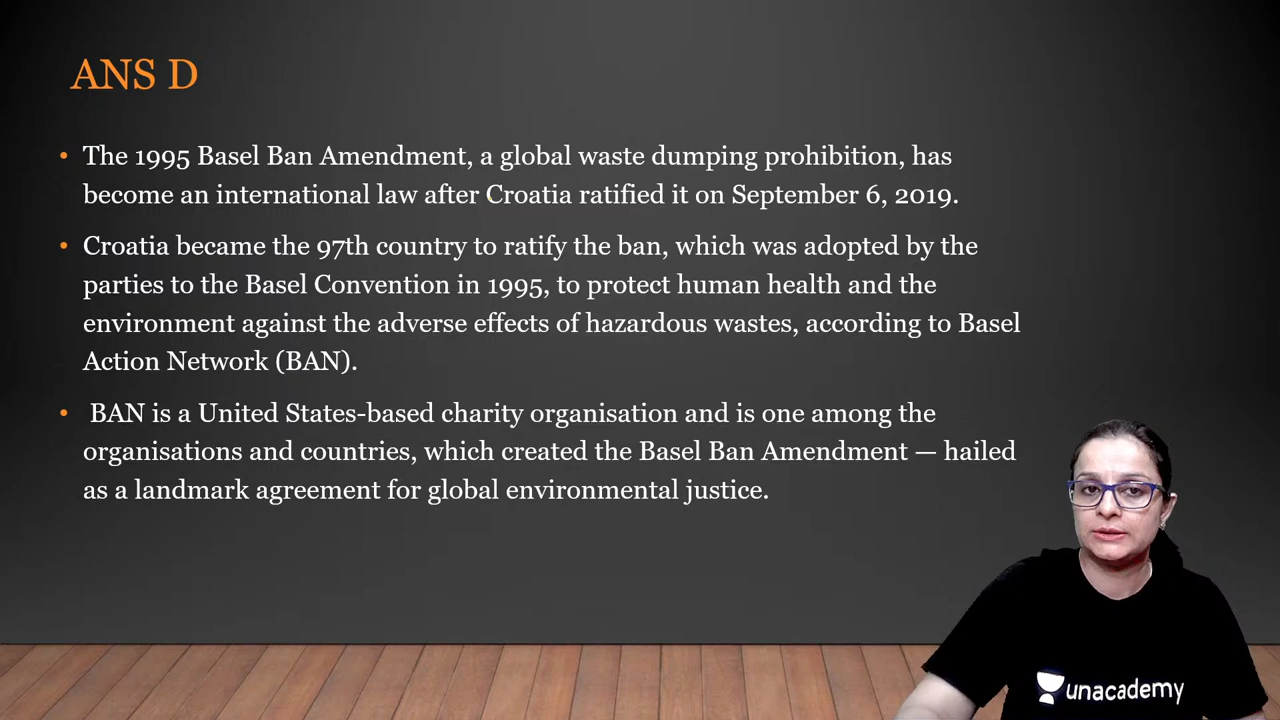 ANS D
• The 1995 Basel Ban Amendment, a global waste dumping prohibition, has
become an international law after Croatia ratified it on September 6, 2019.
• Croatia became the 97th country to ratify the ban, which was adopted by the
parties to the Basel Convention in 1995, to protect human health and the
environment against the adverse effects of hazardous wastes, according to Basel
Action Network (BAN).
• BAN is a United States-based charity organisation and is one among the
organisations and countries, which created the Basel Ban Amendment — hailed
as a landmark agreement for global environmental justice.
unacademy